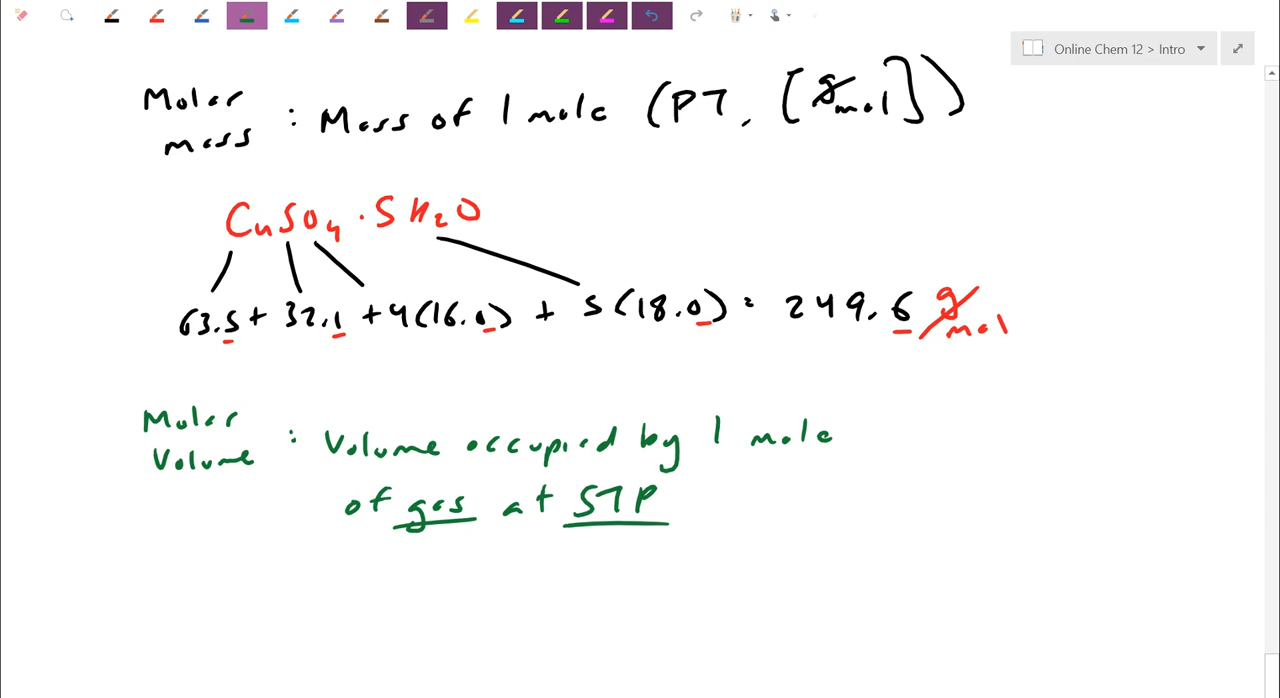 Online Chem 12 > Intro
Molar mass : Mass of 1 mole (PT, [g/mol])
CuSO₄ · 5H₂O
63.5 + 32.1 + 4(16.0) + 5(18.0) = 249.6 g/mol
Molar Volume : Volume occupied by 1 mole
of gas at STP